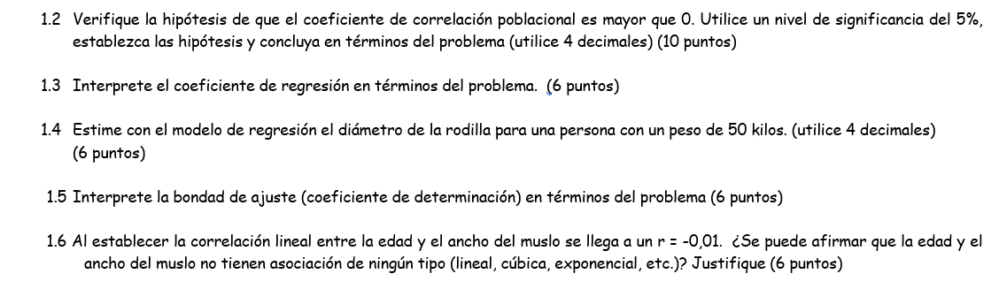 1.2 Verifique la hipótesis de que el coeficiente de correlación poblacional es mayor que 0. Utilice un nivel de significancia del 5%,
establezca las hipótesis y concluya en términos del problema (utilice 4 decimales) (10 puntos)
1.3 Interprete el coeficiente de regresión en términos del problema. (6 puntos)
1.4 Estime con el modelo de regresión el diámetro de la rodilla para una persona con un peso de 50 kilos. (utilice 4 decimales)
(6 puntos)
1.5 Interprete la bondad de ajuste (coeficiente de determinación) en términos del problema (6 puntos)
1.6 Al establecer la correlación lineal entre la edad y el ancho del muslo se llega a un r = -0,01. ¿Se puede afirmar que la edad y el
ancho del muslo no tienen asociación de ningún tipo (lineal, cúbica, exponencial, etc.)? Justifique (6 puntos)